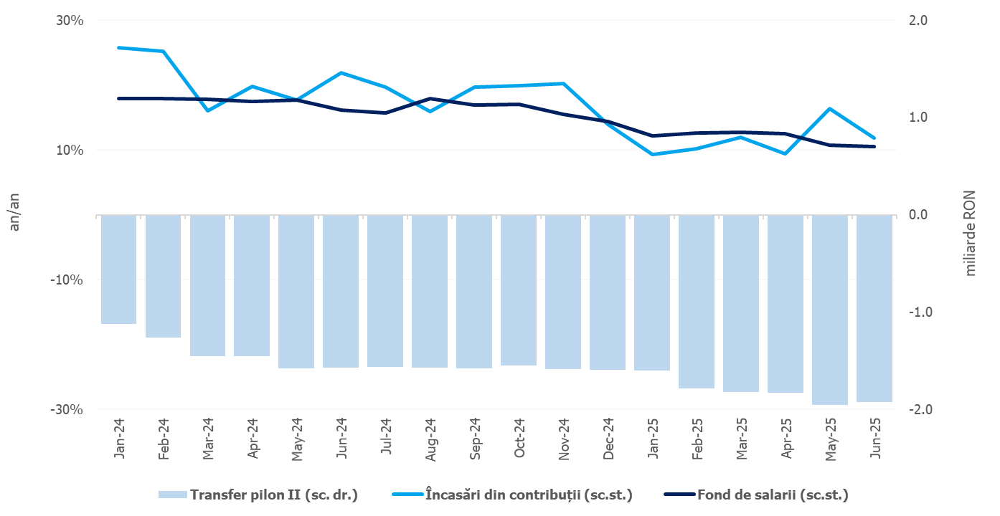 30%
10%
-10%
-30%
an/an
2.0
1.0
0.0
-1.0
-2.0
miliarde RON
Jan-24
Feb-24
Mar-24
Apr-24
May-24
Jun-24
Jul-24
Aug-24
Sep-24
Oct-24
Nov-24
Dec-24
Jan-25
Feb-25
Mar-25
Apr-25
May-25
Jun-25
Transfer pilon II (sc. dr.)
Încasări din contribuții (sc.st.)
Fond de salarii (sc.st.)